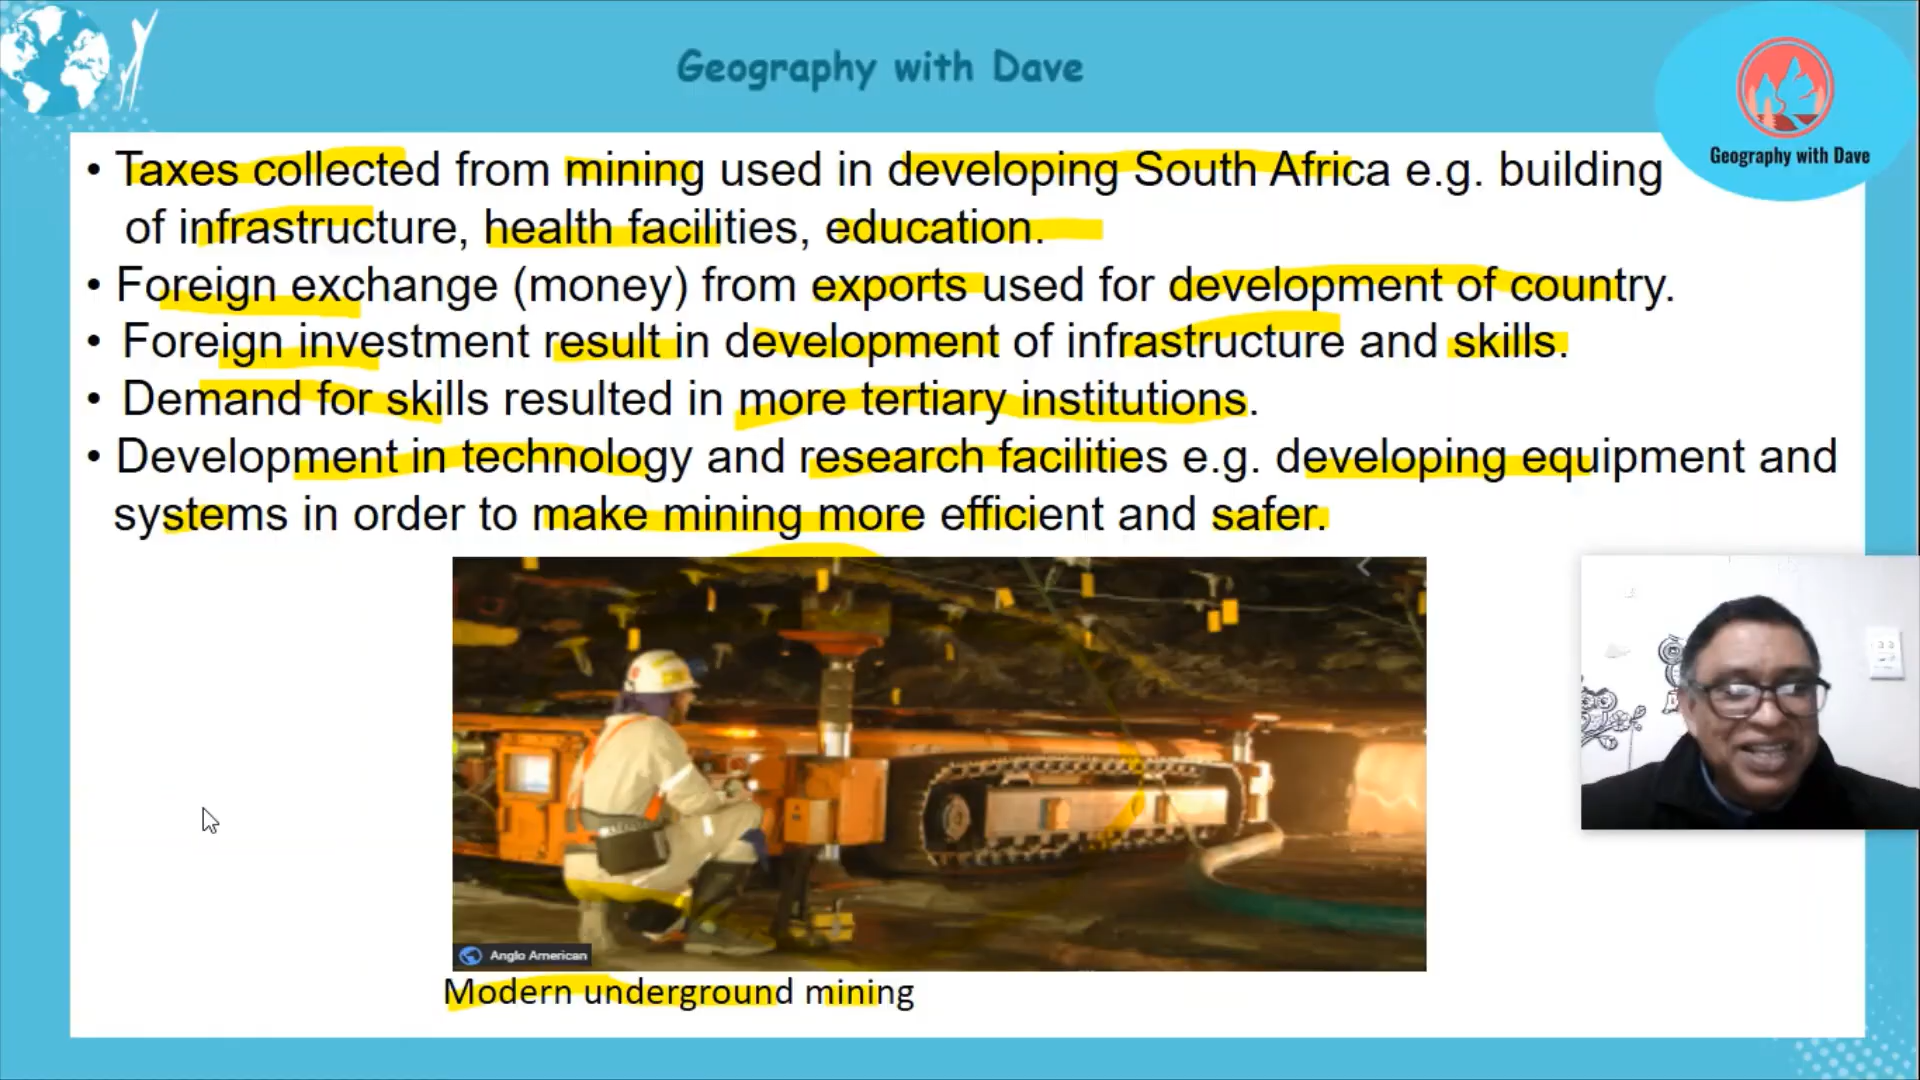 Geography with Dave
Geography with Dave
• Taxes collected from mining used in developing South Africa e.g. building
of infrastructure, health facilities, education.
• Foreign exchange (money) from exports used for development of country.
• Foreign investment result in development of infrastructure and skills.
• Demand for skills resulted in more tertiary institutions.
• Development in technology and research facilities e.g. developing equipment and
systems in order to make mining more efficient and safer.
Anglo American
Modern underground mining